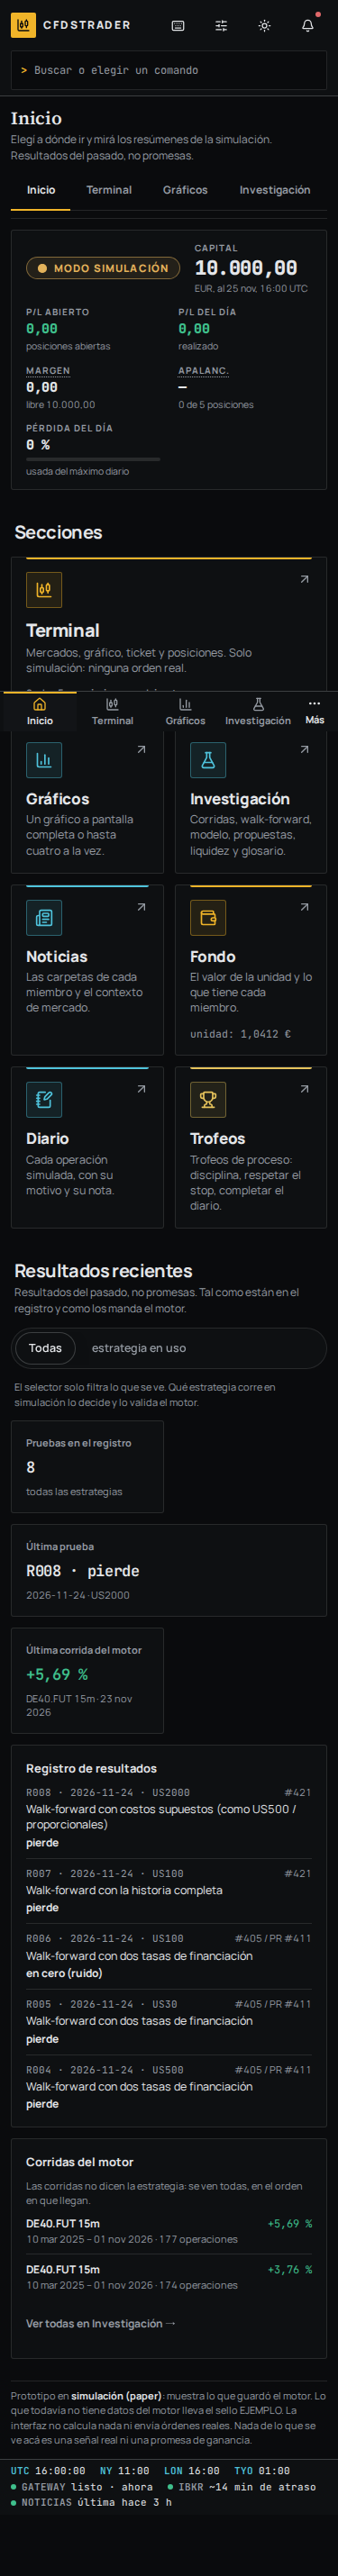 CFDSTRADER
> Buscar o elegir un comando
Inicio
Elegí a dónde ir y mirá los resúmenes de la simulación.
Resultados del pasado, no promesas.
Inicio Terminal Gráficos Investigación
MODO SIMULACIÓN
CAPITAL
10.000,00
EUR, al 25 nov, 16:00 UTC
P/L ABIERTO
0,00
posiciones abiertas
P/L DEL DÍA
0,00
realizado
MARGEN
0,00
libre 10.000,00
APALANC.
—
0 de 5 posiciones
PÉRDIDA DEL DÍA
0 %
usada del máximo diario
Secciones
Terminal
Mercados, gráfico, ticket y posiciones. Solo
simulación: ninguna orden real.
Inicio Terminal Gráficos Investigación Más
Gráficos
Un gráfico a pantalla
completa o hasta
cuatro a la vez.
Investigación
Corridas, walk-forward,
modelo, propuestas,
liquidez y glosario.
Noticias
Las carpetas de cada
miembro y el contexto
de mercado.
Fondo
El valor de la unidad y lo
que tiene cada
miembro.
unidad: 1,0412 €
Diario
Cada operación
simulada, con su
motivo y su nota.
Trofeos
Trofeos de proceso:
disciplina, respetar el
stop, completar el
diario.
Resultados recientes
Resultados del pasado, no promesas. Tal como están en el
registro y como los manda el motor.
Todas estrategia en uso
El selector solo filtra lo que se ve. Qué estrategia corre en
simulación lo decide y lo valida el motor.
Pruebas en el registro
8
todas las estrategias
Última prueba
R008 · pierde
2026-11-24 · US2000
Última corrida del motor
+5,69 %
DE40.FUT 15m · 23 nov
2026
Registro de resultados
R008 · 2026-11-24 · US2000 #421
Walk-forward con costos supuestos (como US500 /
proporcionales)
pierde
R007 · 2026-11-24 · US100 #421
Walk-forward con la historia completa
pierde
R006 · 2026-11-24 · US100 #405 / PR #411
Walk-forward con dos tasas de financiación
en cero (ruido)
R005 · 2026-11-24 · US30 #405 / PR #411
Walk-forward con dos tasas de financiación
pierde
R004 · 2026-11-24 · US500 #405 / PR #411
Walk-forward con dos tasas de financiación
pierde
Corridas del motor
Las corridas no dicen la estrategia: se ven todas, en el orden
en que llegan.
DE40.FUT 15m +5,69 %
10 mar 2025 – 01 nov 2026 · 177 operaciones
DE40.FUT 15m +3,76 %
10 mar 2025 – 01 nov 2026 · 174 operaciones
Ver todas en Investigación →
Prototipo en simulación (paper): muestra lo que guardó el motor. Lo
que todavía no tiene datos del motor lleva el sello EJEMPLO. La
interfaz no calcula nada ni envía órdenes reales. Nada de lo que se
ve acá es una señal real ni una promesa de ganancia.
UTC 16:00:00 NY 11:00 LON 16:00 TYO 01:00
GATEWAY listo · ahora IBKR ~14 min de atraso
NOTICIAS última hace 3 h